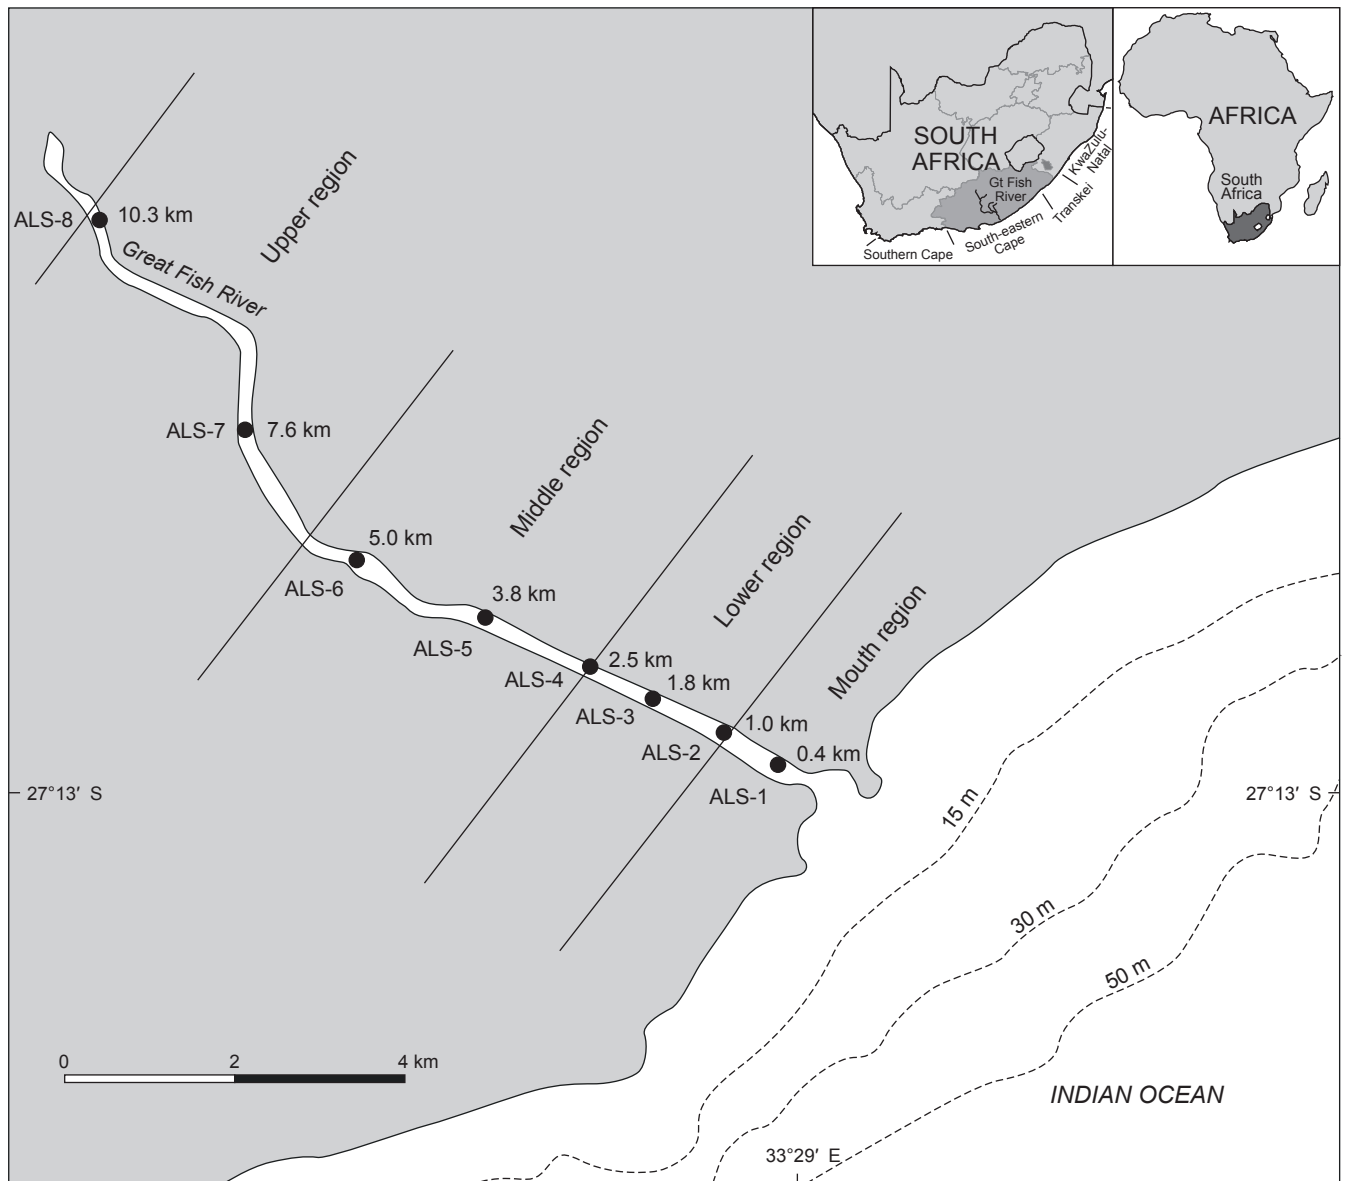 SOUTH
AFRICA
Gt Fish
River
KwaZulu-
Natal
Transkei
South-eastern
Cape
Southern Cape
AFRICA
South
Africa
Upper region
ALS-8
10.3 km
Great Fish River
ALS-7
7.6 km
Middle region
5.0 km
ALS-6
3.8 km
ALS-5
Lower region
2.5 km
ALS-4
1.8 km
ALS-3
Mouth region
1.0 km
ALS-2
0.4 km
ALS-1
27°13′ S
27°13′ S
15 m
30 m
50 m
0 2 4 km
INDIAN OCEAN
33°29′ E